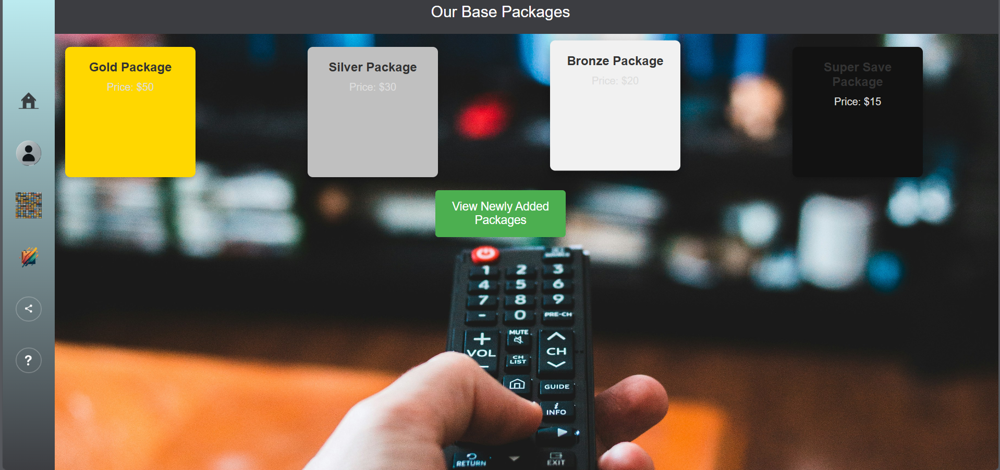 Our Base Packages
Gold Package
Price: $50
Silver Package
Price: $30
Bronze Package
Price: $20
Super Save
Package
Price: $15
View Newly Added
Packages
1 2 3
4 5 6
7 8 9
- 0 PRE-CH
+ MUTE
VOL CH
CH
LIST
-
GUIDE
i
INFO
RETURN EXIT
?